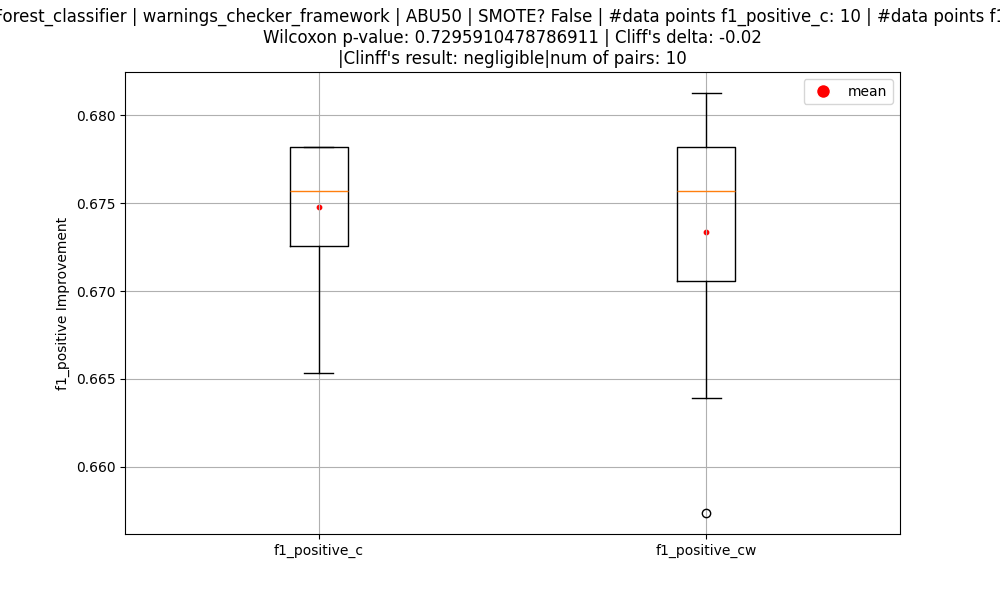 Forest_classifier | warnings_checker_framework | ABU50 | SMOTE? False | #data points f1_positive_c: 10 | #data points f1
Wilcoxon p-value: 0.7295910478786911 | Cliff's delta: -0.02
|Clinff's result: negligible|num of pairs: 10
mean
0.680
0.675
0.670
0.665
0.660
f1_positive Improvement
f1_positive_c
f1_positive_cw